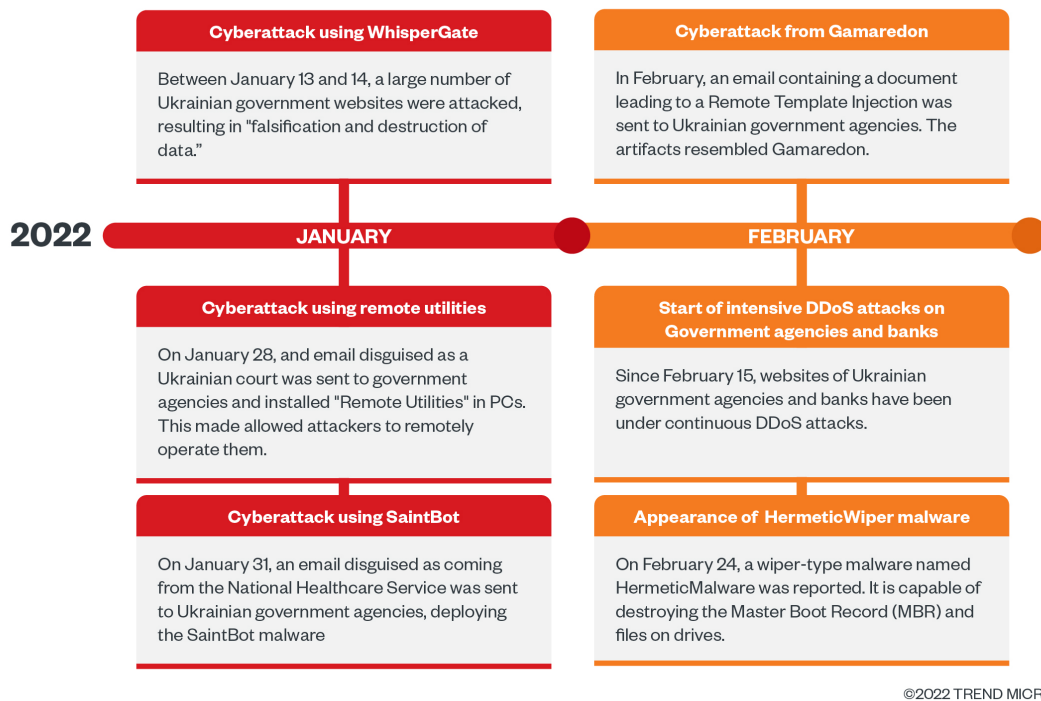 Cyberattack using WhisperGate
Between January 13 and 14, a large number of
Ukrainian government websites were attacked,
resulting in "falsification and destruction of
data.”
Cyberattack from Gamaredon
In February, an email containing a document
leading to a Remote Template Injection was
sent to Ukrainian government agencies. The
artifacts resembled Gamaredon.
2022
JANUARY
FEBRUARY
Cyberattack using remote utilities
On January 28, and email disguised as a
Ukrainian court was sent to government
agencies and installed "Remote Utilities" in PCs.
This made allowed attackers to remotely
operate them.
Start of intensive DDoS attacks on
Government agencies and banks
Since February 15, websites of Ukrainian
government agencies and banks have been
under continuous DDoS attacks.
Cyberattack using SaintBot
On January 31, an email disguised as coming
from the National Healthcare Service was sent
to Ukrainian government agencies, deploying
the SaintBot malware
Appearance of HermeticWiper malware
On February 24, a wiper-type malware named
HermeticMalware was reported. It is capable of
destroying the Master Boot Record (MBR) and
files on drives.
©2022 TREND MICR